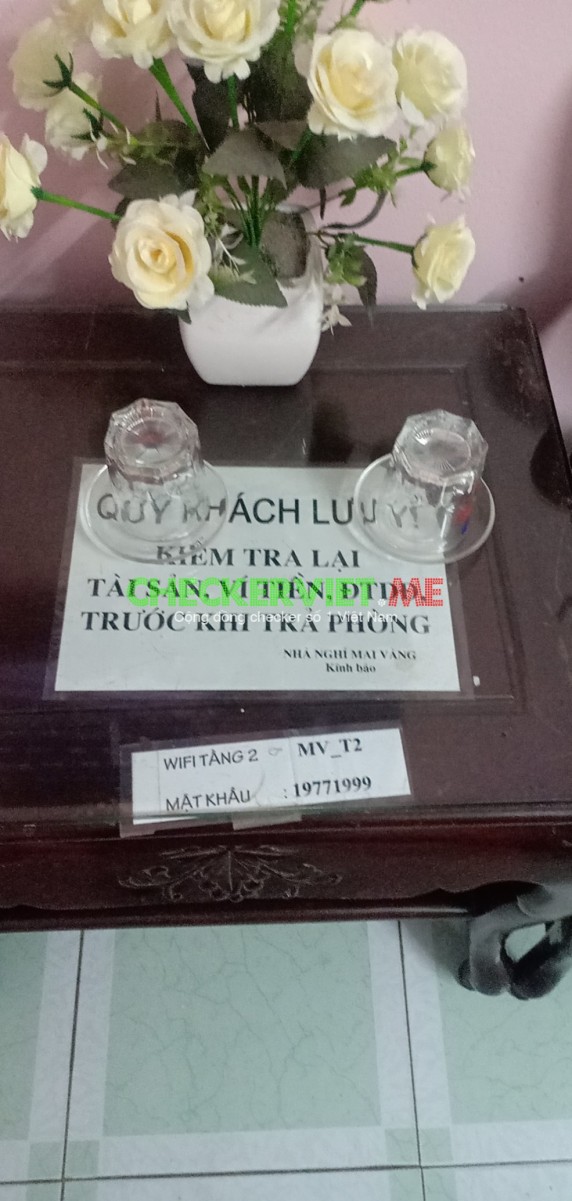 QUÝ KHÁCH LƯU Ý!
KIỂM TRA LẠI
TÀI SẢN, VÍ TIỀN, ĐTDĐ,
CHECKERVIET.ME
Cộng đồng checker số 1 Việt Nam
TRƯỚC KHI TRẢ PHÒNG
NHÀ NGHỈ MAI VÀNG
Kính báo
WIFI TẦNG 2 MV_T2
MẬT KHẨU : 19771999